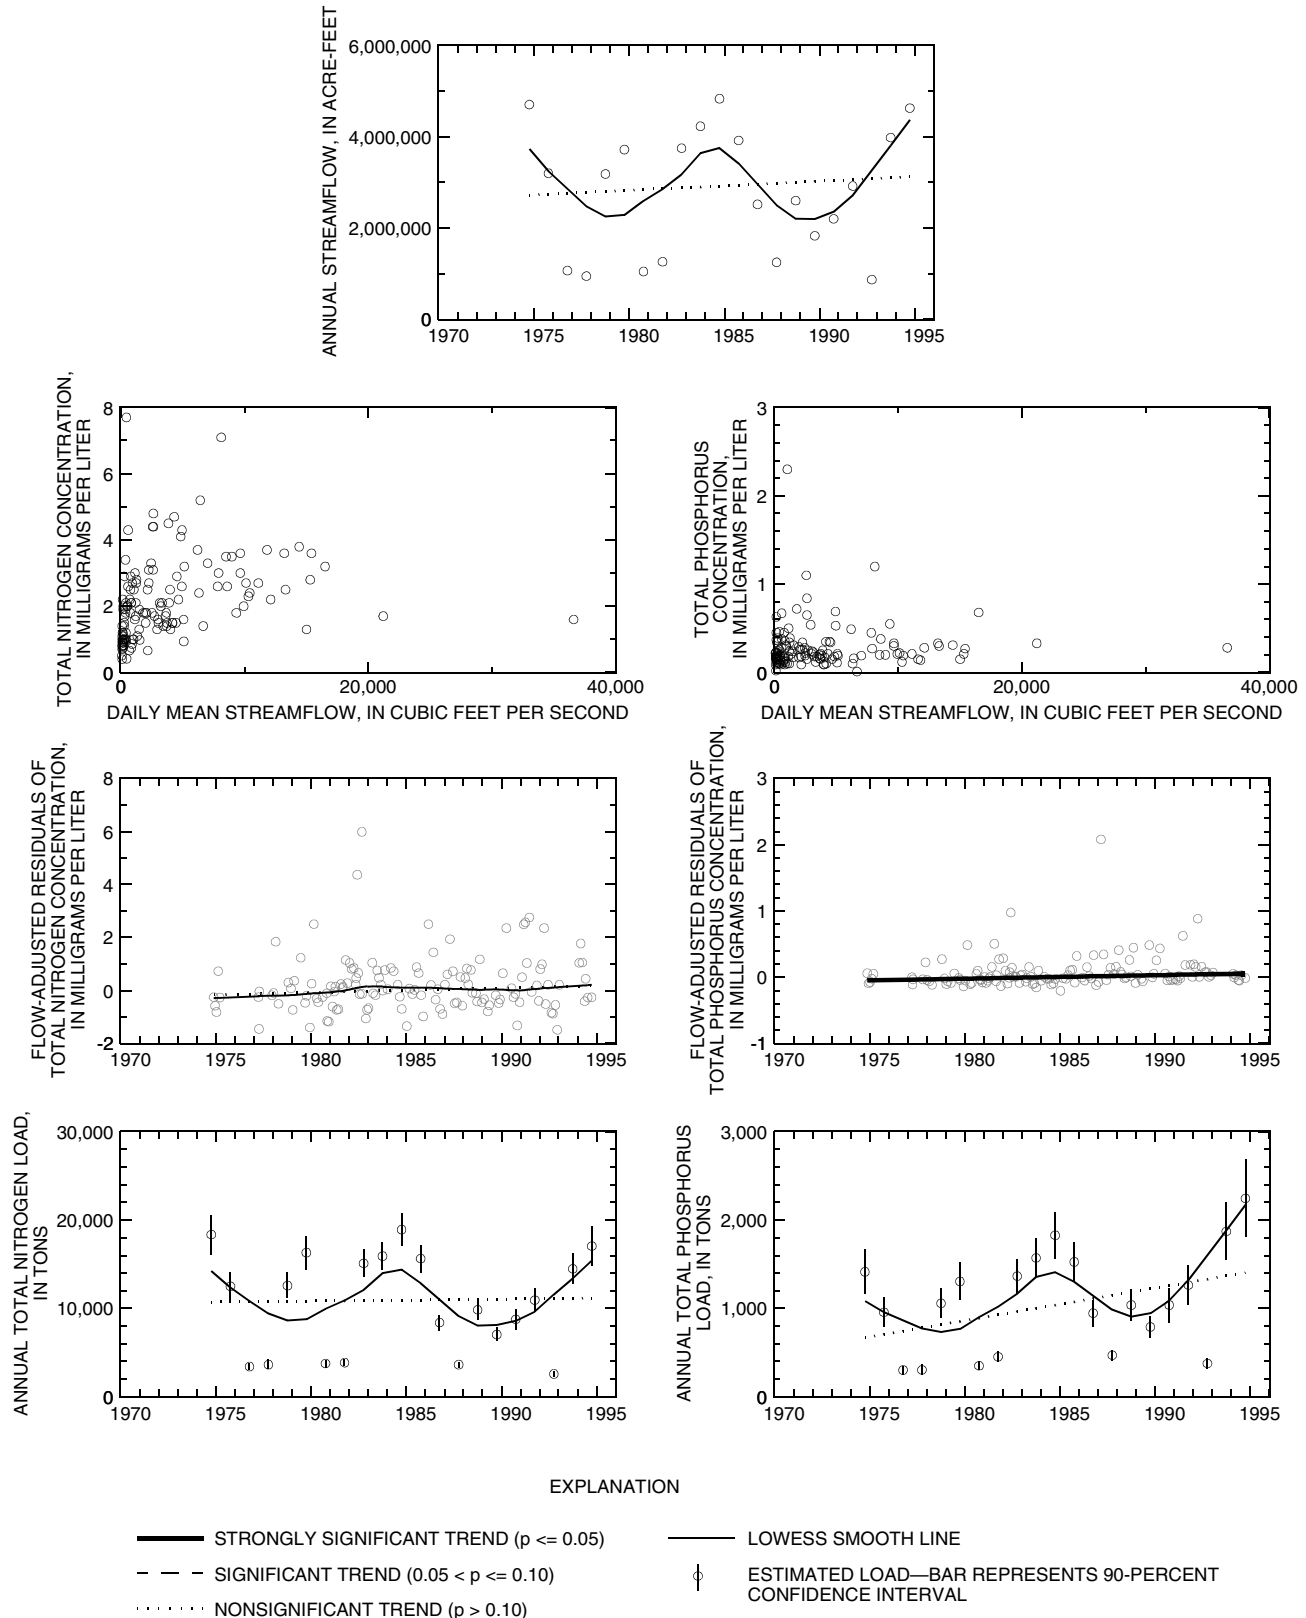 ANNUAL STREAMFLOW, IN ACRE-FEET
6,000,000
4,000,000
2,000,000
0
1970 1975 1980 1985 1990 1995
TOTAL NITROGEN CONCENTRATION,
IN MILLIGRAMS PER LITER
8
6
4
2
0
0 20,000 40,000
DAILY MEAN STREAMFLOW, IN CUBIC FEET PER SECOND
TOTAL PHOSPHORUS
CONCENTRATION,
IN MILLIGRAMS PER LITER
3
2
1
0
0 20,000 40,000
DAILY MEAN STREAMFLOW, IN CUBIC FEET PER SECOND
FLOW-ADJUSTED RESIDUALS OF
TOTAL NITROGEN CONCENTRATION,
IN MILLIGRAMS PER LITER
8
6
4
2
0
-2
1970 1975 1980 1985 1990 1995
FLOW-ADJUSTED RESIDUALS OF
TOTAL PHOSPHORUS CONCENTRATION,
IN MILLIGRAMS PER LITER
3
2
1
0
-1
1970 1975 1980 1985 1990 1995
ANNUAL TOTAL NITROGEN LOAD,
IN TONS
30,000
20,000
10,000
0
1970 1975 1980 1985 1990 1995
ANNUAL TOTAL PHOSPHORUS
LOAD, IN TONS
3,000
2,000
1,000
0
1970 1975 1980 1985 1990 1995
EXPLANATION
STRONGLY SIGNIFICANT TREND (p <= 0.05)
SIGNIFICANT TREND (0.05 < p <= 0.10)
NONSIGNIFICANT TREND (p > 0.10)
LOWESS SMOOTH LINE
ESTIMATED LOAD—BAR REPRESENTS 90-PERCENT
CONFIDENCE INTERVAL